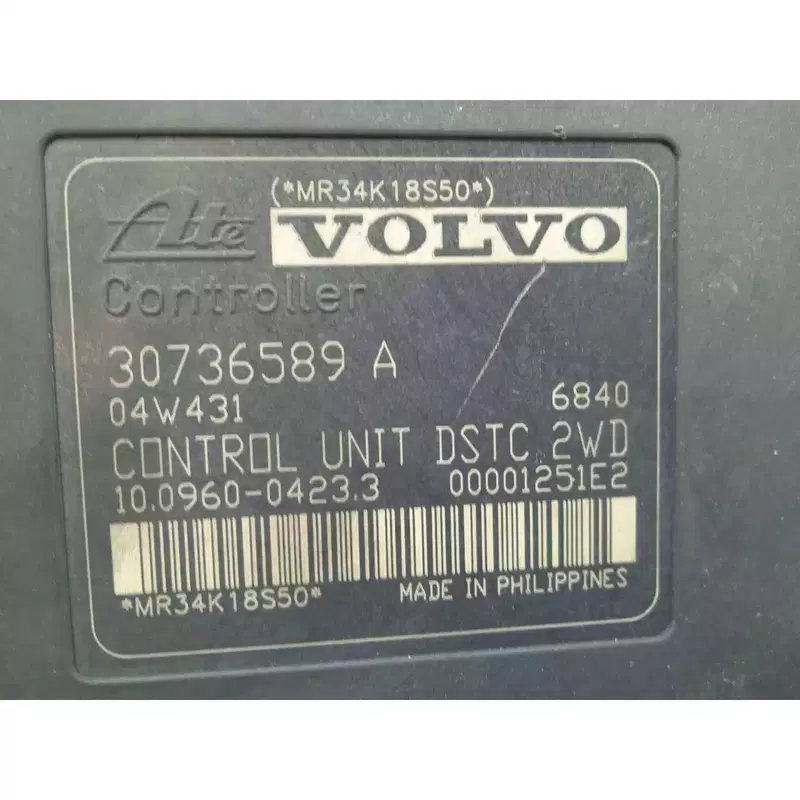 (*MR34K18S50*)
Ate VOLVO
Controller
30736589 A
04W431 6840
CONTROL UNIT DSTC 2WD
10.0960-0423.3 00001251E2
*MR34K18S50* MADE IN PHILIPPINES